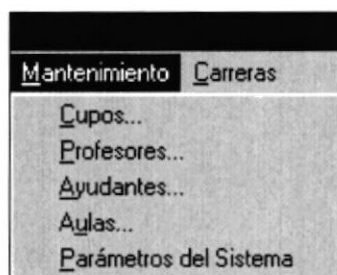 Mantenimiento Carreras
Cupos...
Profesores...
Ayudantes...
Aulas...
Parámetros del Sistema